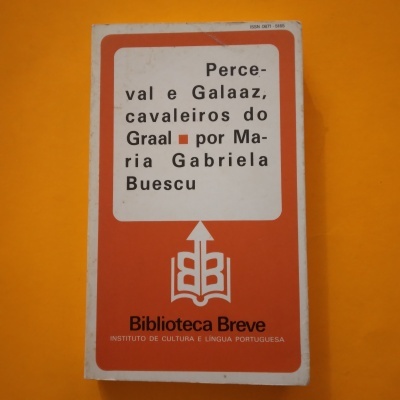 Perce-
val e Galaaz,
cavaleiros do
Graal ■ por Ma-
ria Gabriela
Buescu
BB
Biblioteca Breve
INSTITUTO DE CULTURA E LÍNGUA PORTUGUESA